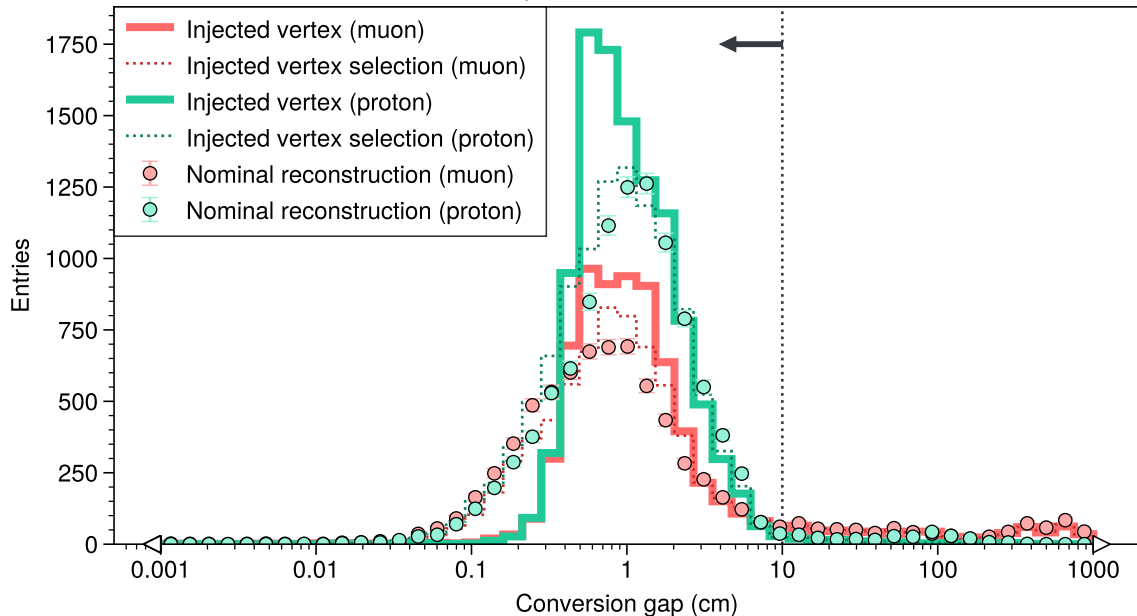 Injected vertex (muon)
Injected vertex selection (muon)
Injected vertex (proton)
Injected vertex selection (proton)
Nominal reconstruction (muon)
Nominal reconstruction (proton)
Entries
1750
1500
1250
1000
750
500
250
0
0.001 0.01 0.1 1 10 100 1000
Conversion gap (cm)